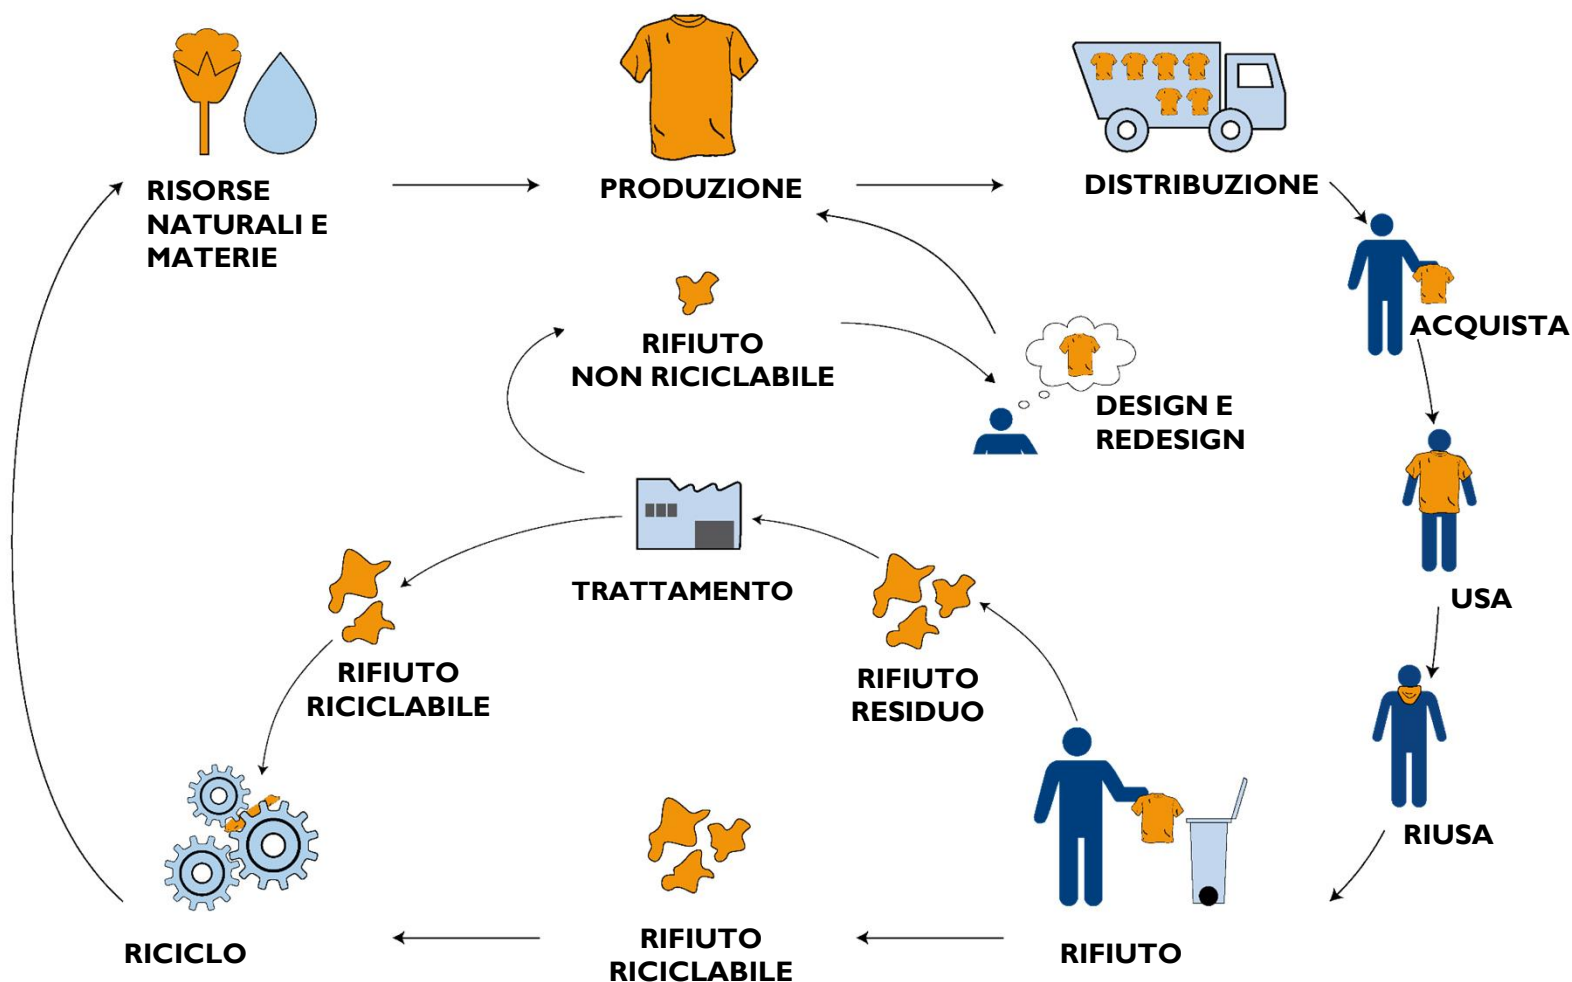 RISORSE
NATURALI E
MATERIE
PRODUZIONE
DISTRIBUZIONE
ACQUISTA
RIFIUTO
NON RICICLABILE
DESIGN E
REDESIGN
USA
TRATTAMENTO
RIFIUTO
RICICLABILE
RIFIUTO
RESIDUO
RIUSA
RICICLO
RIFIUTO
RICICLABILE
RIFIUTO